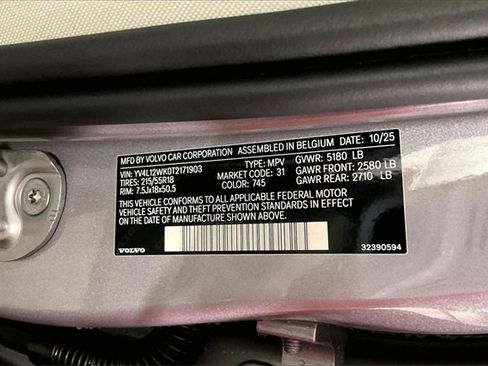 MFD BY VOLVO CAR CORPORATION ASSEMBLED IN BELGIUM DATE: 10/25
VIN: YV4L12WK0T2171903 TYPE: MPV GVWR: 5180 LB
TIRES: 215/55R18 MARKET CODE: 31 GAWR FRONT: 2580 LB
RIM: 7.5Jx18x50.5 COLOR: 745 GAWR REAR: 2710 LB
THIS VEHICLE CONFORMS TO ALL APPLICABLE FEDERAL MOTOR
VEHICLE SAFETY AND THEFT PREVENTION STANDARDS IN EFFECT
ON THE DATE OF MANUFACTURE SHOWN ABOVE.
VOLVO 32390594